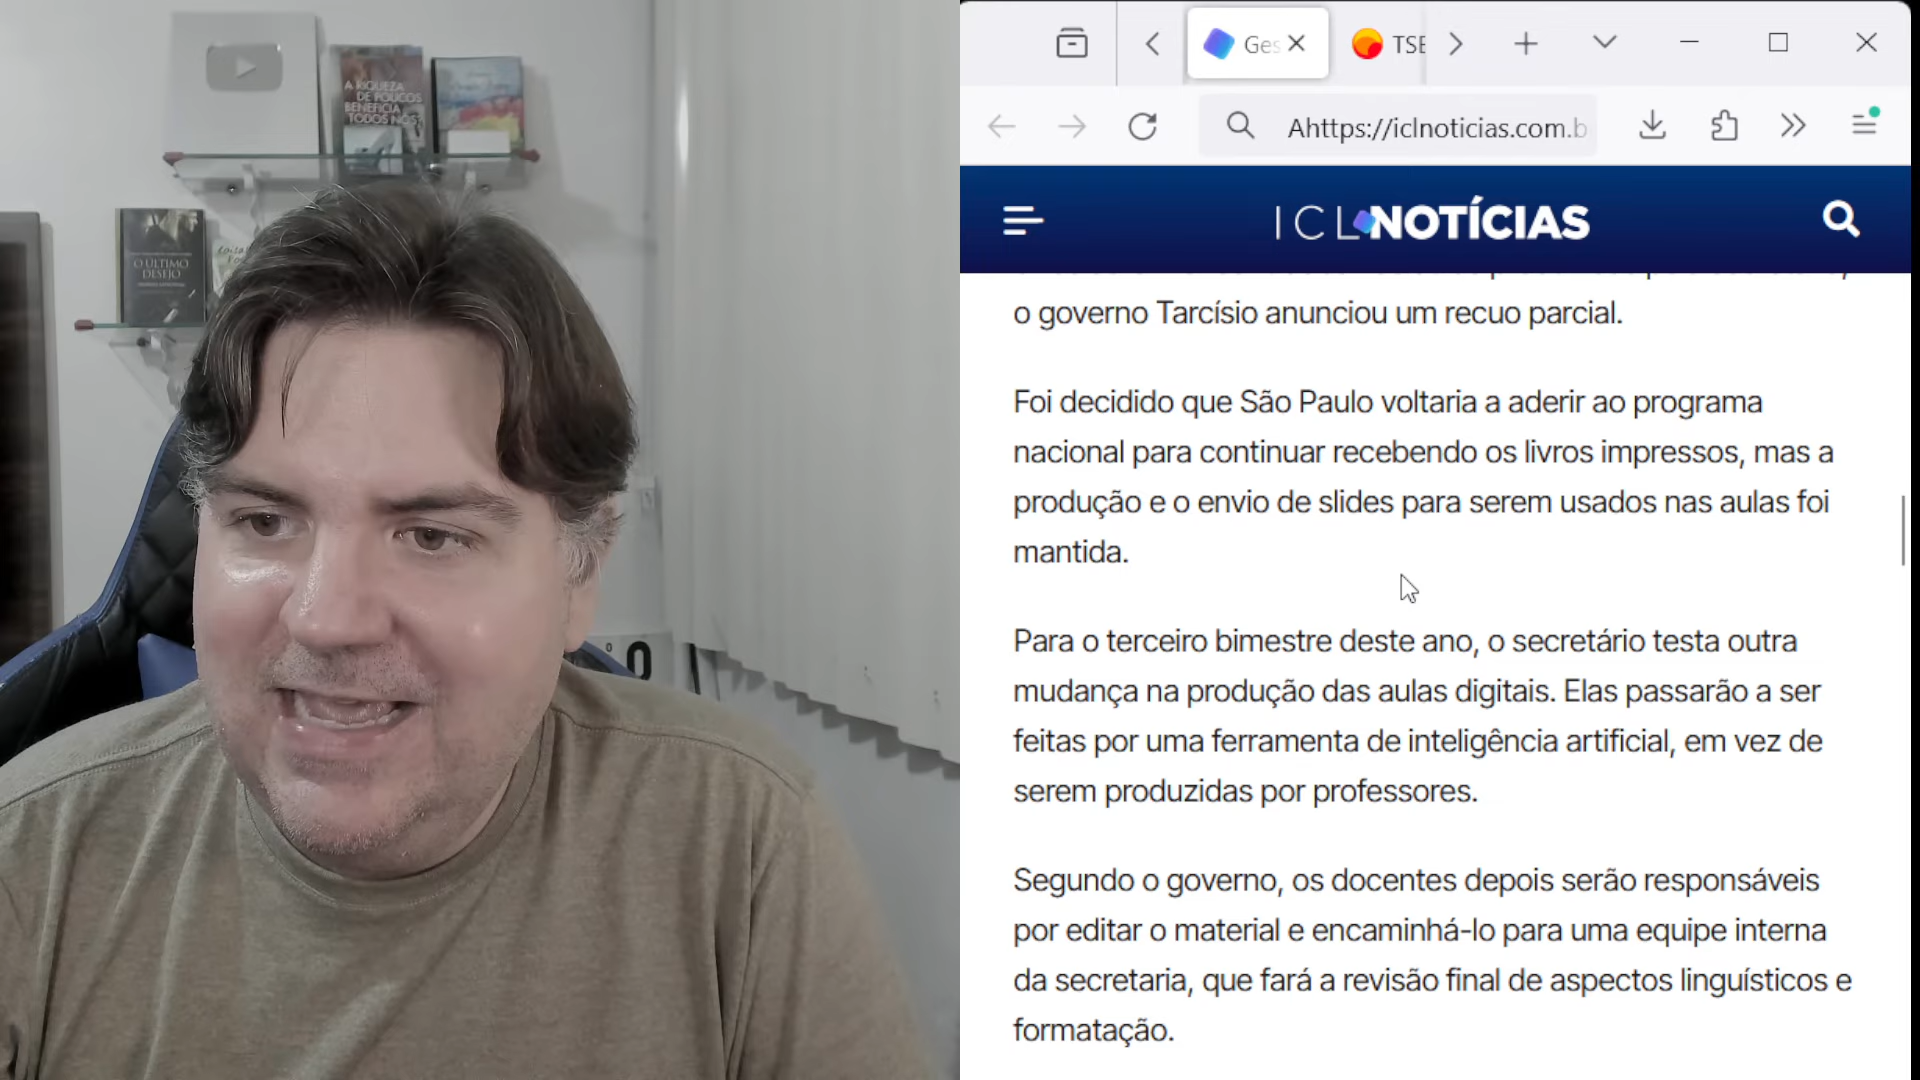 A RIQUEZA
DE POUCOS
BENEFICIA
TODOS NÓS?
O ÚLTIMO
DESEJO
0
Ges
TSE
Ahttps://iclnoticias.com.b
ICL NOTÍCIAS
o governo Tarcísio anunciou um recuo parcial.
Foi decidido que São Paulo voltaria a aderir ao programa
nacional para continuar recebendo os livros impressos, mas a
produção e o envio de slides para serem usados nas aulas foi
mantida.
Para o terceiro bimestre deste ano, o secretário testa outra
mudança na produção das aulas digitais. Elas passarão a ser
feitas por uma ferramenta de inteligência artificial, em vez de
serem produzidas por professores.
Segundo o governo, os docentes depois serão responsáveis
por editar o material e encaminhá-lo para uma equipe interna
da secretaria, que fará a revisão final de aspectos linguísticos e
formatação.